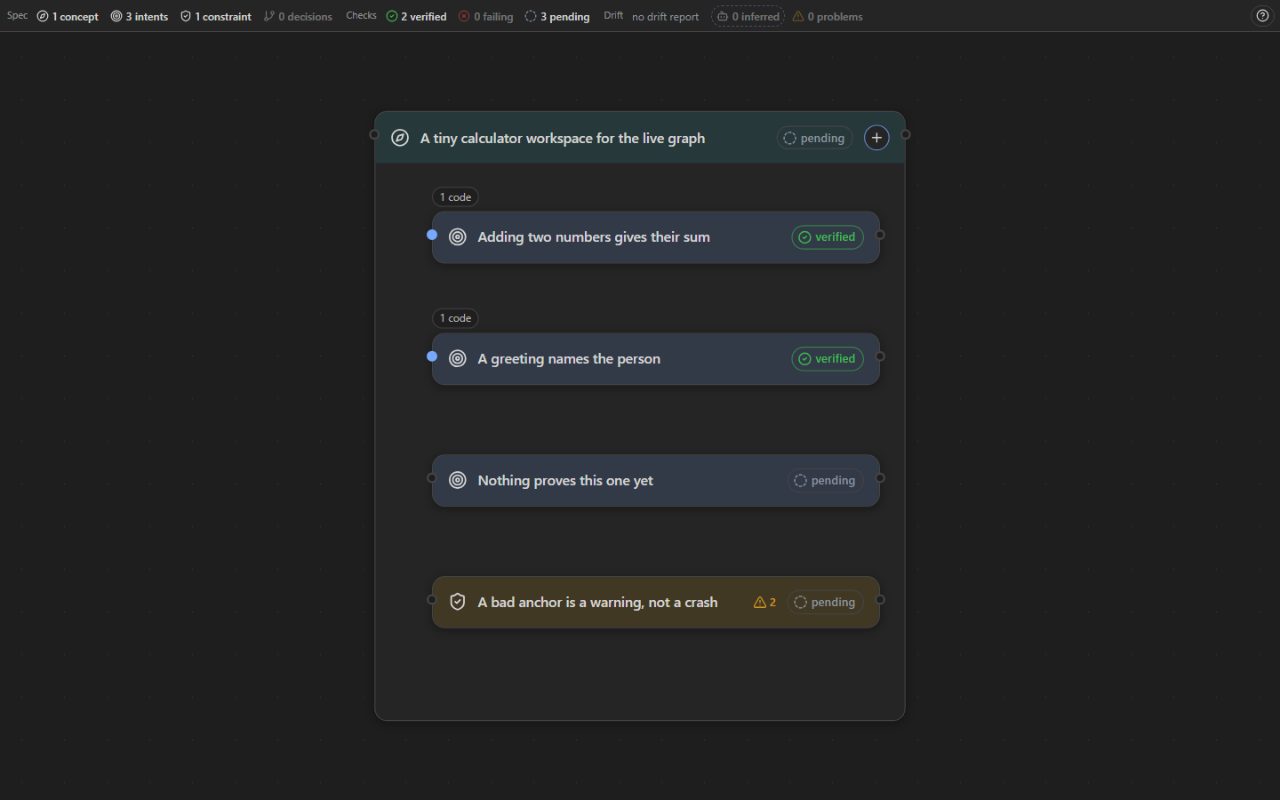 Spec 1 concept 3 intents 1 constraint 0 decisions Checks 2 verified 0 failing 3 pending Drift no drift report 0 inferred 0 problems
A tiny calculator workspace for the live graph pending
1 code
Adding two numbers gives their sum verified
1 code
A greeting names the person verified
Nothing proves this one yet pending
A bad anchor is a warning, not a crash 2 pending